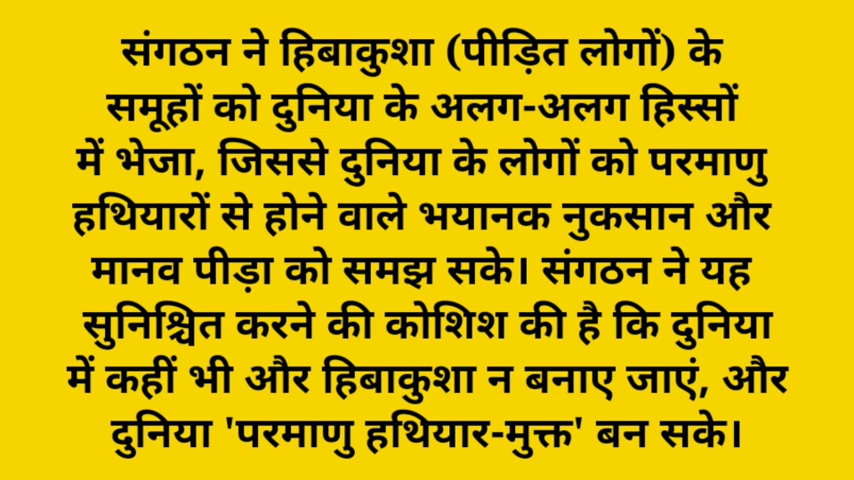 संगठन ने हिबाकुशा (पीड़ित लोगों) के
समूहों को दुनिया के अलग-अलग हिस्सों
में भेजा, जिससे दुनिया के लोगों को परमाणु
हथियारों से होने वाले भयानक नुकसान और
मानव पीड़ा को समझ सके। संगठन ने यह
सुनिश्चित करने की कोशिश की है कि दुनिया
में कहीं भी और हिबाकुशा न बनाए जाएं, और
दुनिया 'परमाणु हथियार-मुक्त' बन सके।